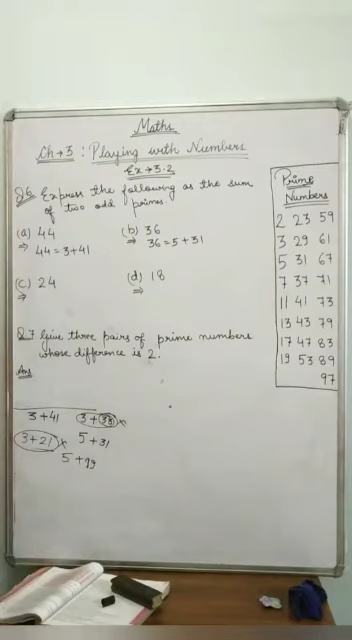 Maths
Ch→3 : Playing with Numbers
Ex→3.2
Q6 Express the following as the sum
of two odd primes.
(a) 44
⇒ 44=3+41
(b) 36
⇒ 36=5+31
(c) 24
⇒
(d) 18
⇒
Q7 Give three pairs of prime numbers
whose difference is 2.
Ans
3+41 3+33×
3+21× 5+31
5+19
Prime
Numbers
2 23 59
3 29 61
5 31 67
7 37 71
11 41 73
13 43 79
17 47 83
19 53 89
97